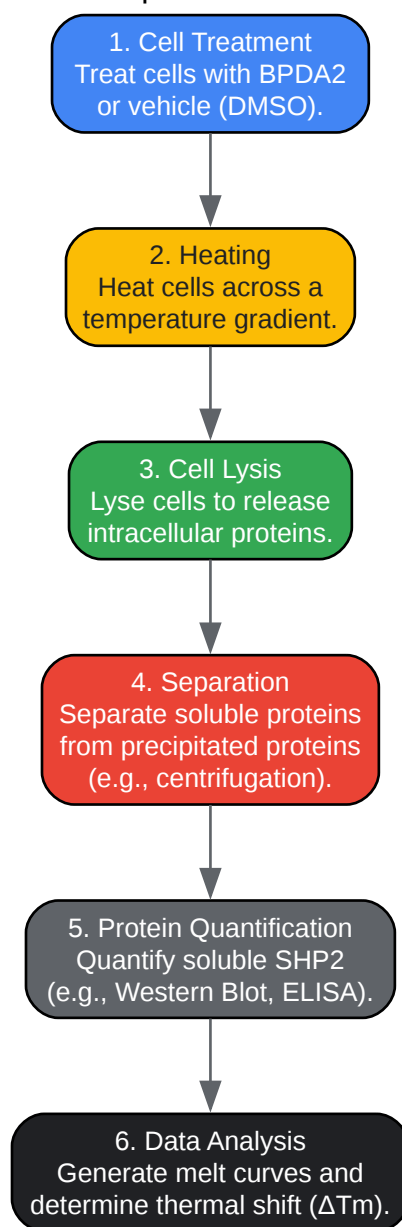 1. Cell Treatment
Treat cells with BPDA2
or vehicle (DMSO).
2. Heating
Heat cells across a
temperature gradient.
3. Cell Lysis
Lyse cells to release
intracellular proteins.
4. Separation
Separate soluble proteins
from precipitated proteins
(e.g., centrifugation).
5. Protein Quantification
Quantify soluble SHP2
(e.g., Western Blot, ELISA).
6. Data Analysis
Generate melt curves and
determine thermal shift (ΔTm).